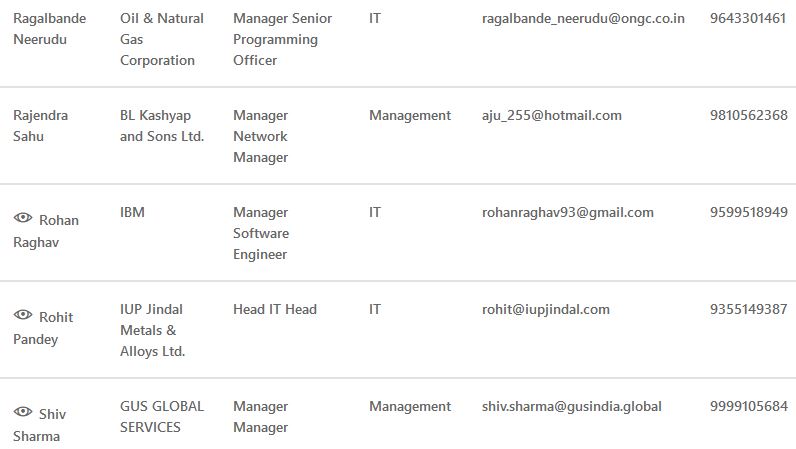 Ragalbande Neerudu Oil & Natural Gas Corporation Manager Senior Programming Officer IT ragalbande_neerudu@ongc.co.in 9643301461
Rajendra Sahu BL Kashyap and Sons Ltd. Manager Network Manager Management aju_255@hotmail.com 9810562368
Rohan Raghav IBM Manager Software Engineer IT rohanraghav93@gmail.com 9599518949
Rohit Pandey IUP Jindal Metals & Alloys Ltd. Head IT Head IT rohit@iupjindal.com 9355149387
Shiv Sharma GUS GLOBAL SERVICES Manager Manager Management shiv.sharma@gusindia.global 9999105684